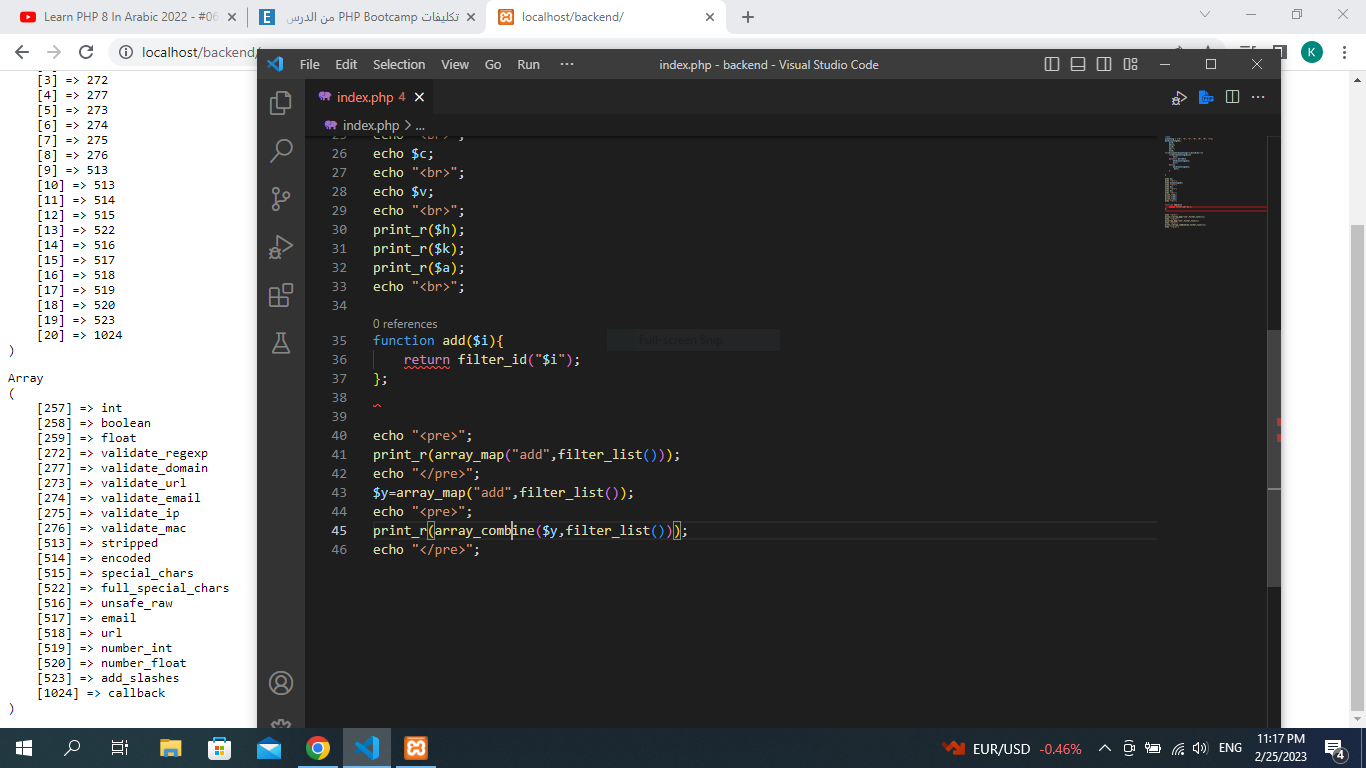 Learn PHP 8 In Arabic 2022 - #06
تكليفات PHP Bootcamp من الدرس
localhost/backend/
localhost/backend/
K
[3] => 272
[4] => 277
[5] => 273
[6] => 274
[7] => 275
[8] => 276
[9] => 513
[10] => 513
[11] => 514
[12] => 515
[13] => 522
[14] => 516
[15] => 517
[16] => 518
[17] => 519
[18] => 520
[19] => 523
[20] => 1024
)
Array
(
[257] => int
[258] => boolean
[259] => float
[272] => validate_regexp
[277] => validate_domain
[273] => validate_url
[274] => validate_email
[275] => validate_ip
[276] => validate_mac
[513] => stripped
[514] => encoded
[515] => special_chars
[522] => full_special_chars
[516] => unsafe_raw
[517] => email
[518] => url
[519] => number_int
[520] => number_float
[523] => add_slashes
[1024] => callback
)
File Edit Selection View Go Run ··· index.php - backend - Visual Studio Code
index.php 4
index.php > ...
25 echo "<br>";
26 echo $c;
27 echo "<br>";
28 echo $v;
29 echo "<br>";
30 print_r($h);
31 print_r($k);
32 print_r($a);
33 echo "<br>";
34
0 references
35 function add($i){
36 return filter_id("$i");
37 };
38
39
40 echo "<pre>";
41 print_r(array_map("add",filter_list()));
42 echo "</pre>";
43 $y=array_map("add",filter_list());
44 echo "<pre>";
45 print_r(array_combine($y,filter_list()));
46 echo "</pre>";
Full-screen Snip
EUR/USD -0.46% ENG 11:17 PM
2/25/2023
4